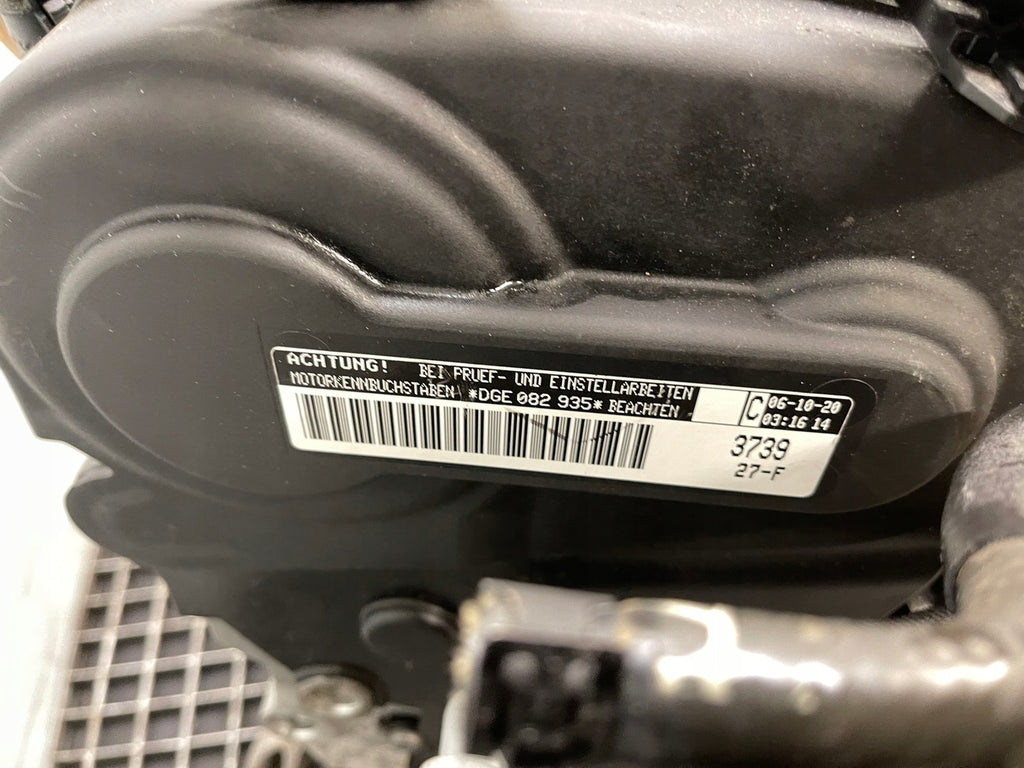 ACHTUNG! BEI PRUEF- UND EINSTELLARBEITEN
MOTORKENNBUCHSTABEN *DGE 082 935* BEACHTEN
C 06-10-20
03:16 14
3739
27-F